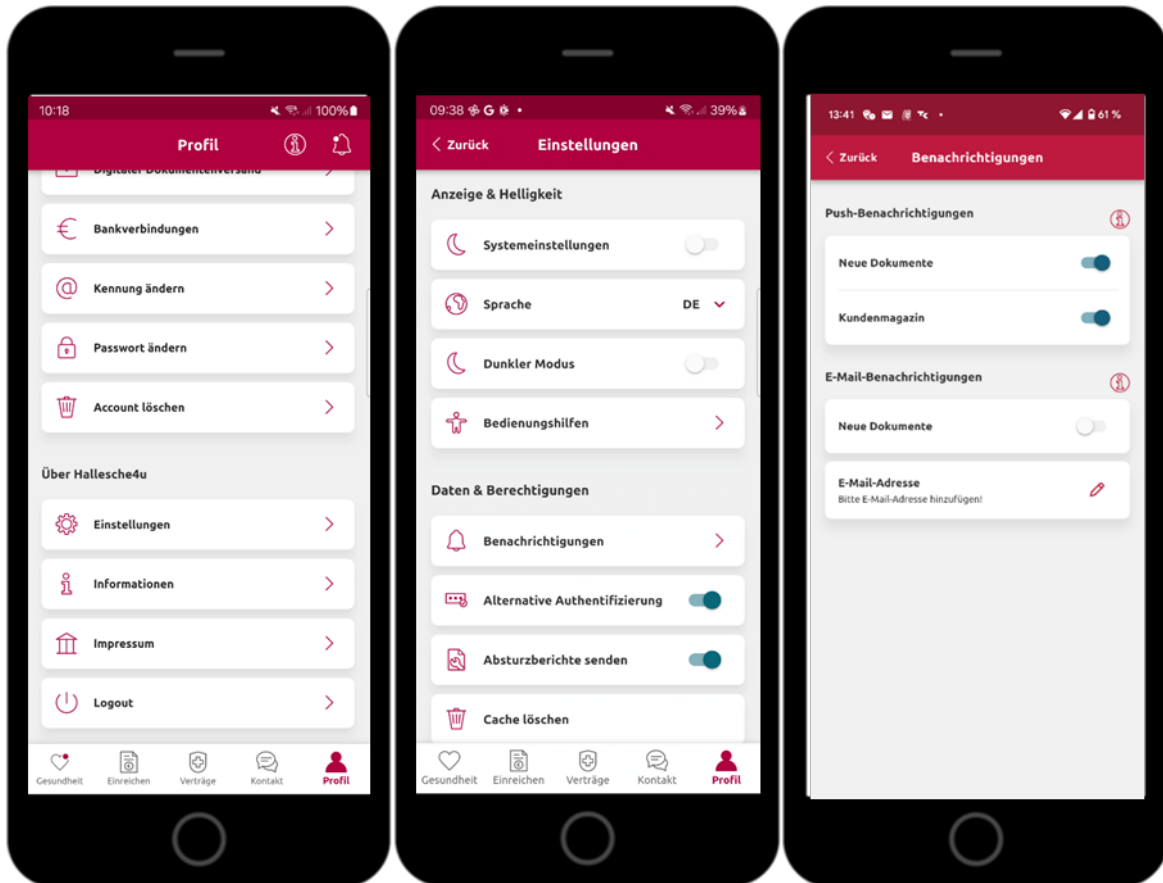 10:18
100%
Profil
Digitaler Dokumentenversand
Bankverbindungen
Kennung ändern
Passwort ändern
Account löschen
Über Hallesche4u
Einstellungen
Informationen
Impressum
Logout
Gesundheit Einreichen Verträge Kontakt Profil
09:38 G
39%
Zurück Einstellungen
Anzeige & Helligkeit
Systemeinstellungen
Sprache DE
Dunkler Modus
Bedienungshilfen
Daten & Berechtigungen
Benachrichtigungen
Alternative Authentifizierung
Absturzberichte senden
Cache löschen
Gesundheit Einreichen Verträge Kontakt Profil
13:41
61 %
Zurück Benachrichtigungen
Push-Benachrichtigungen
Neue Dokumente
Kundenmagazin
E-Mail-Benachrichtigungen
Neue Dokumente
E-Mail-Adresse
Bitte E-Mail-Adresse hinzufügen!